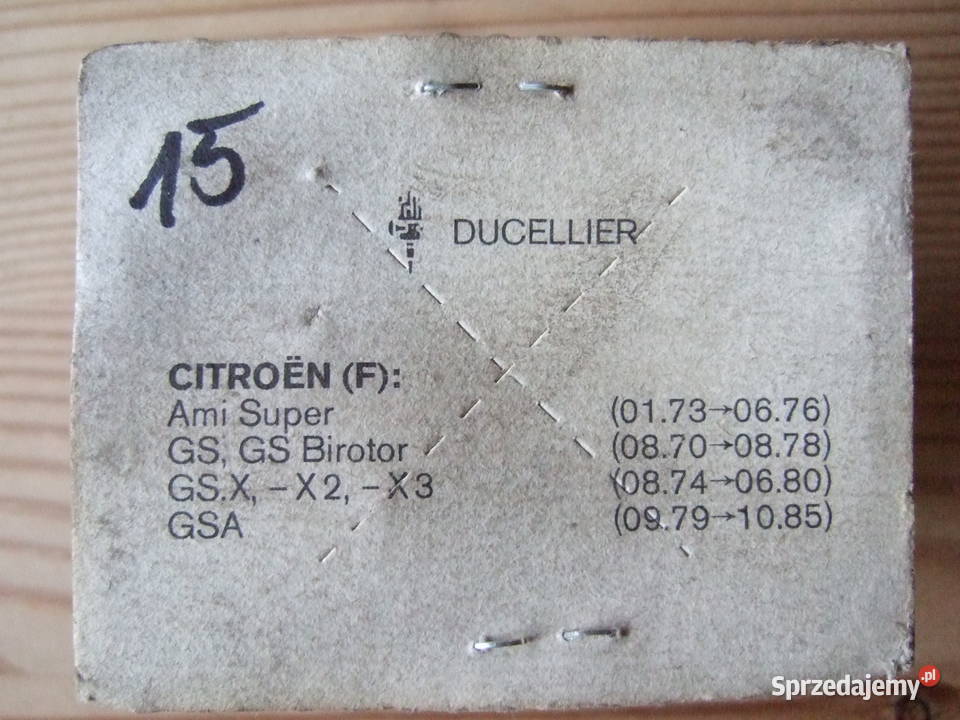 15
DUCELLIER
CITROËN (F):
Ami Super (01.73→06.76)
GS, GS Birotor (08.70→08.78)
GS.X, –X2, –X3 (08.74→06.80)
GSA (09.79→10.85)
Sprzedajemy.pl